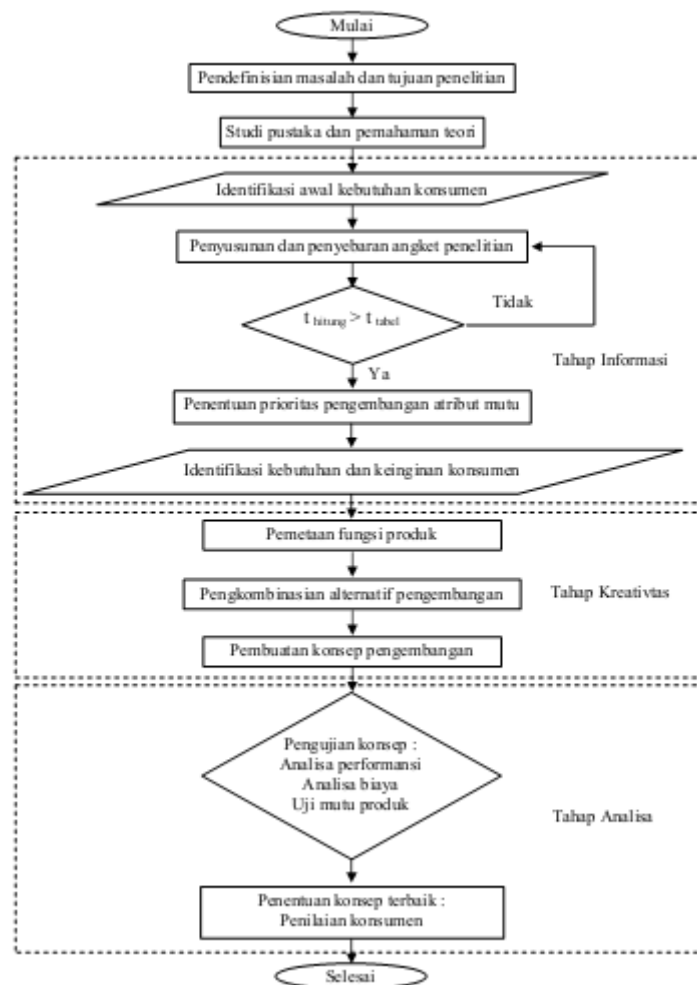 Mulai
Pendefinisian masalah dan tujuan penelitian
Studi pustaka dan pemahaman teori
Identifikasi awal kebutuhan konsumen
Penyusunan dan penyebaran angket penelitian
Tidak
t hitung > t tabel
Tahap Informasi
Ya
Penentuan prioritas pengembangan atribut mutu
Identifikasi kebutuhan dan keinginan konsumen
Pemetaan fungsi produk
Pengkombinasian alternatif pengembangan
Tahap Kreativtas
Pembuatan konsep pengembangan
Pengujian konsep :
Analisa performansi
Analisa biaya
Uji mutu produk
Tahap Analisa
Penentuan konsep terbaik :
Penilaian konsumen
Selesai